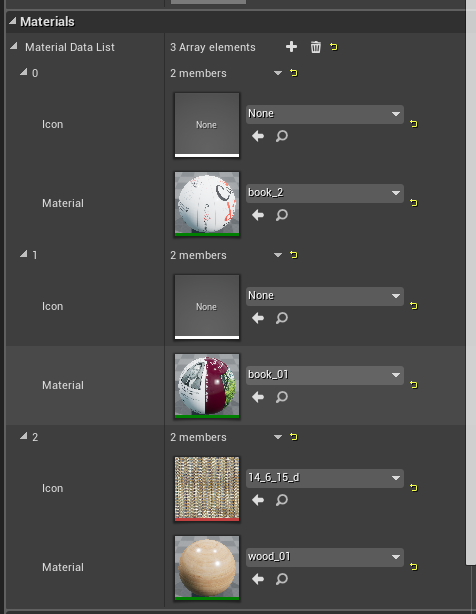 Materials
Material Data List 3 Array elements
0 2 members
Icon None None
Material book_2
1 2 members
Icon None None
Material book_01
2 2 members
Icon 14_6_15_d
Material wood_01